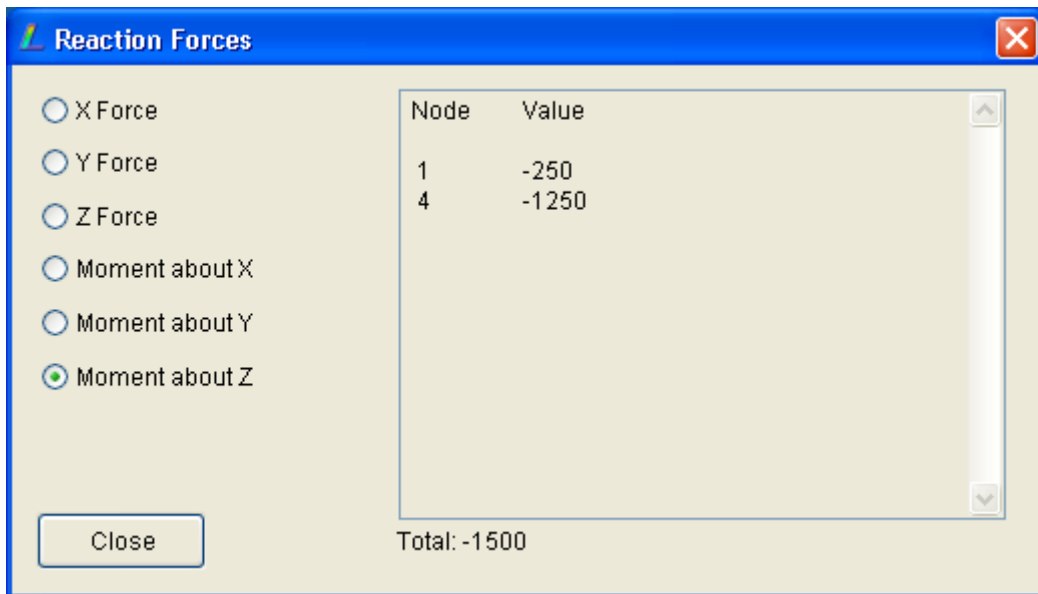 Reaction Forces
X Force
Y Force
Z Force
Moment about X
Moment about Y
Moment about Z
Node Value
1 -250
4 -1250
Close
Total: -1500